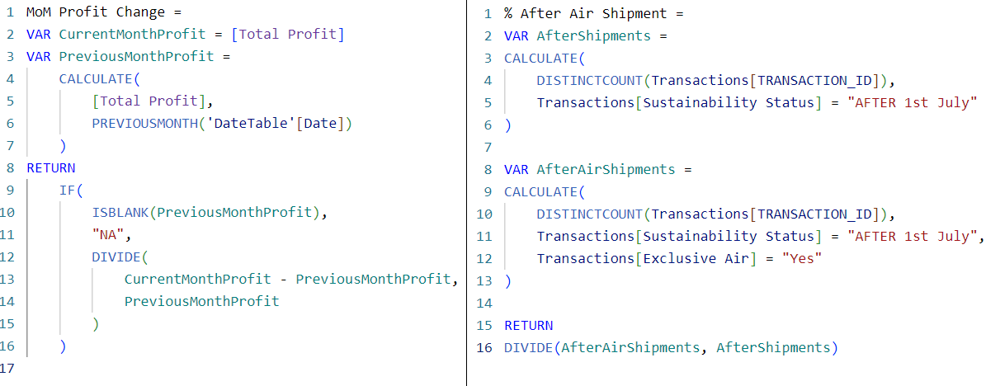 1 MoM Profit Change =
2 VAR CurrentMonthProfit = [Total Profit]
3 VAR PreviousMonthProfit =
4     CALCULATE(
5         [Total Profit],
6         PREVIOUSMONTH('DateTable'[Date])
7     )
8 RETURN
9     IF(
10         ISBLANK(PreviousMonthProfit),
11         "NA",
12         DIVIDE(
13             CurrentMonthProfit - PreviousMonthProfit,
14             PreviousMonthProfit
15         )
16     )
17
1 % After Air Shipment =
2 VAR AfterShipments =
3 CALCULATE(
4     DISTINCTCOUNT(Transactions[TRANSACTION_ID]),
5     Transactions[Sustainability Status] = "AFTER 1st July"
6 )
7
8 VAR AfterAirShipments =
9 CALCULATE(
10     DISTINCTCOUNT(Transactions[TRANSACTION_ID]),
11     Transactions[Sustainability Status] = "AFTER 1st July",
12     Transactions[Exclusive Air] = "Yes"
13 )
14
15 RETURN
16 DIVIDE(AfterAirShipments, AfterShipments)